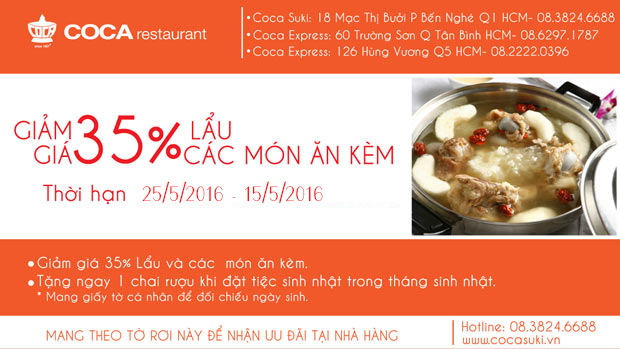 COCA restaurant
since 1957
• Coca Suki: 18 Mạc Thị Bưởi P Bến Nghé Q1 HCM- 08.3824.6688
• Coca Express: 60 Trường Sơn Q Tân Bình HCM- 08.6297.1787
• Coca Express: 126 Hùng Vương Q5 HCM- 08.2222.0396
GIẢM GIÁ 35% LẨU
CÁC MÓN ĂN KÈM
Thời hạn 25/5/2016 - 15/5/2016
• Giảm giá 35% Lẩu và các món ăn kèm.
• Tặng ngay 1 chai rượu khi đặt tiệc sinh nhật trong tháng sinh nhật.
* Mang giấy tờ cá nhân để đối chiếu ngày sinh.
MANG THEO TỜ RƠI NÀY ĐỂ NHẬN ƯU ĐÃI TẠI NHÀ HÀNG
Hotline: 08.3824.6688
www.cocasuki.vn